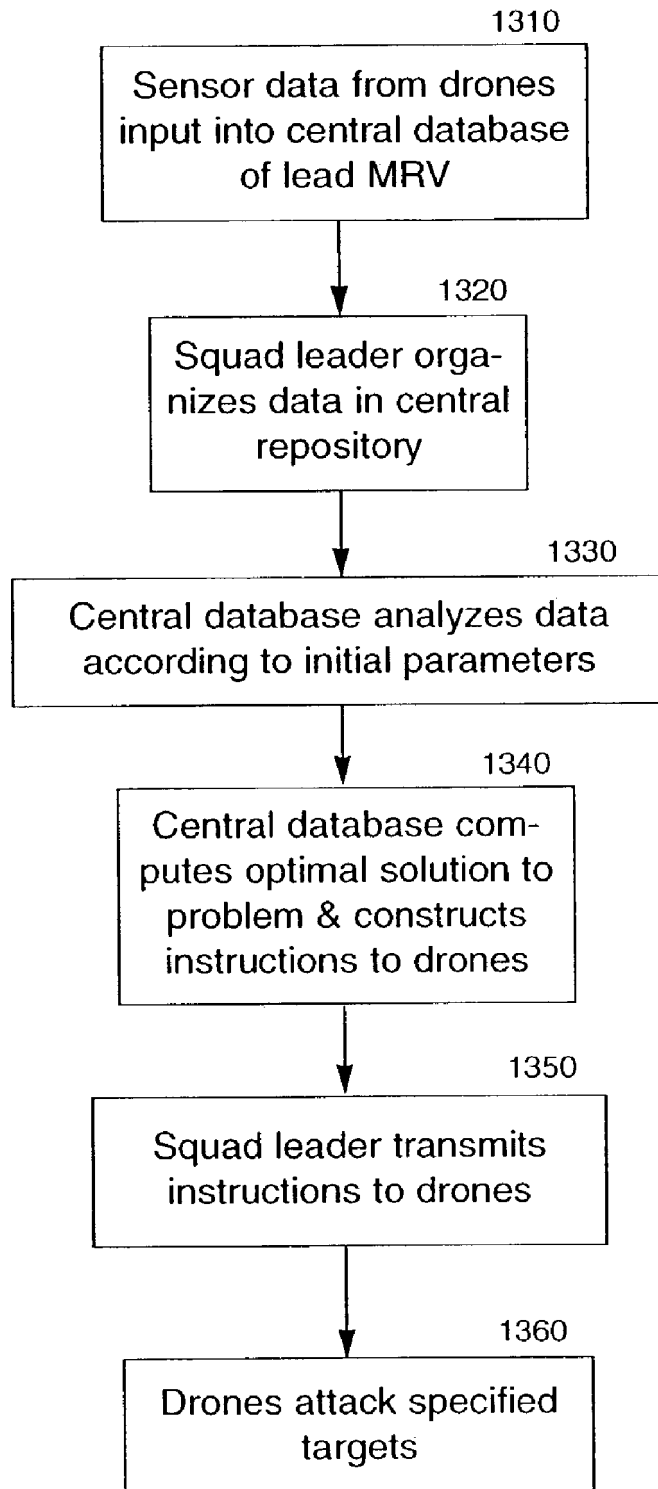 1310
Sensor data from drones
input into central database
of lead MRV
1320
Squad leader orga-
nizes data in central
repository
1330
Central database analyzes data
according to initial parameters
1340
Central database com-
putes optimal solution to
problem & constructs
instructions to drones
1350
Squad leader transmits
instructions to drones
1360
Drones attack specified
targets